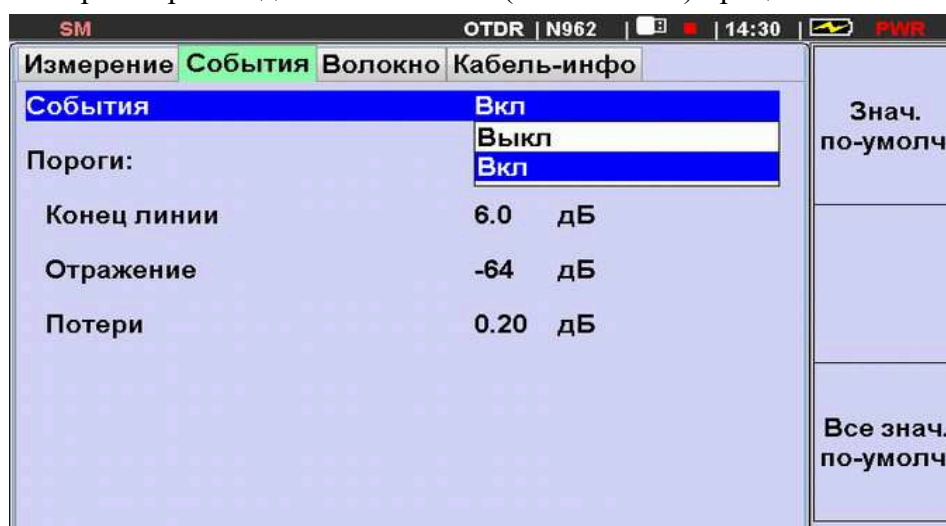 SM OTDR | N962 | | 14:30 | PWR
Измерение События Волокно Кабель-инфо
События Вкл
Выкл
Вкл
Пороги:
Конец линии 6.0 дБ
Отражение -64 дБ
Потери 0.20 дБ
Знач.
по-умолч
Все знач.
по-умолч